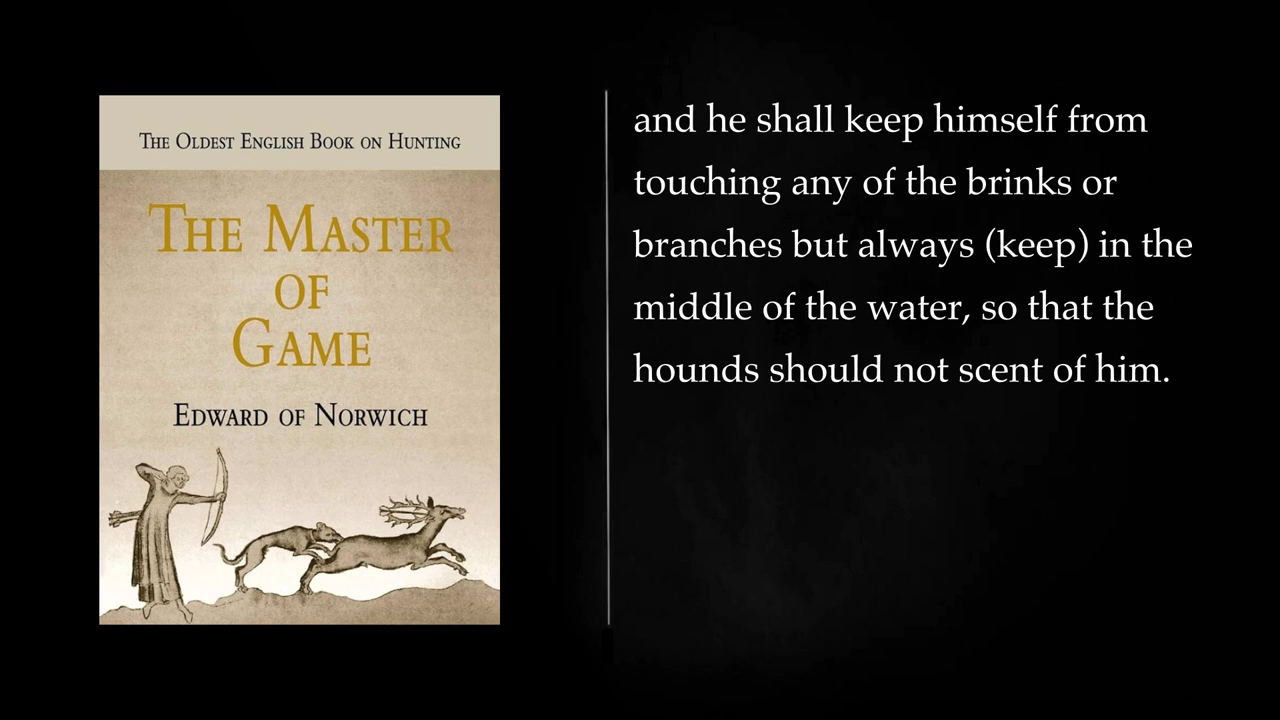 The Oldest English Book on Hunting
The Master
of
Game
Edward of Norwich
and he shall keep himself from
touching any of the brinks or
branches but always (keep) in the
middle of the water, so that the
hounds should not scent of him.